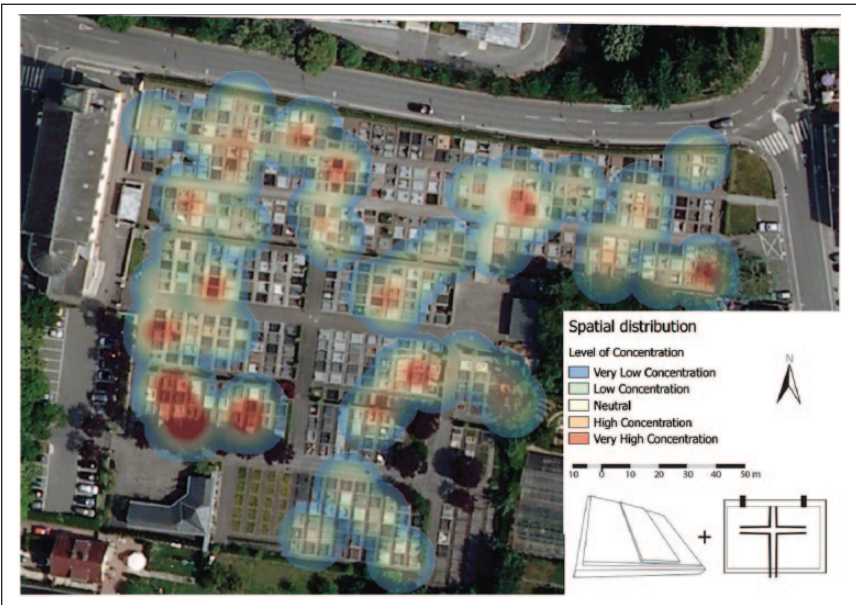 Spatial distribution
Level of Concentration
N
Very Low Concentration
Low Concentration
Neutral
High Concentration
Very High Concentration
10 0 10 20 30 40 50 m
+